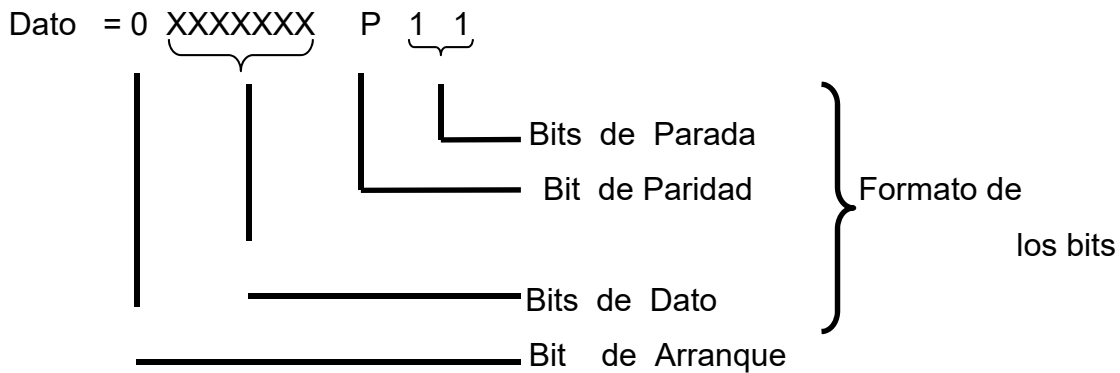 Dato = 0 XXXXXXX P 1 1
Bits de Parada
Bit de Paridad
Formato de
los bits
Bits de Dato
Bit de Arranque